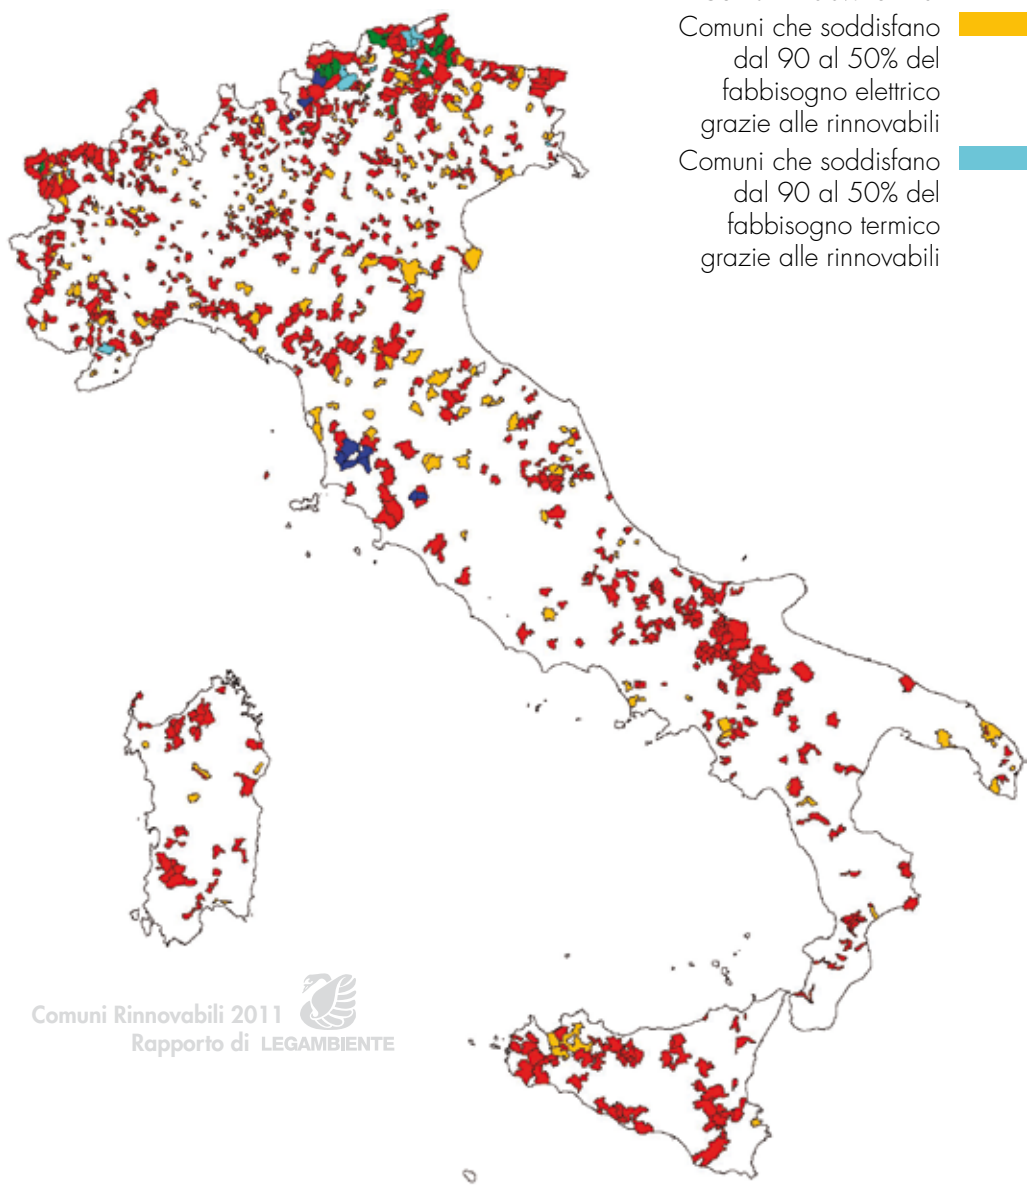 Comuni che soddisfano
dal 90 al 50% del
fabbisogno elettrico
grazie alle rinnovabili
Comuni che soddisfano
dal 90 al 50% del
fabbisogno termico
grazie alle rinnovabili
Comuni Rinnovabili 2011
Rapporto di LEGAMBIENTE